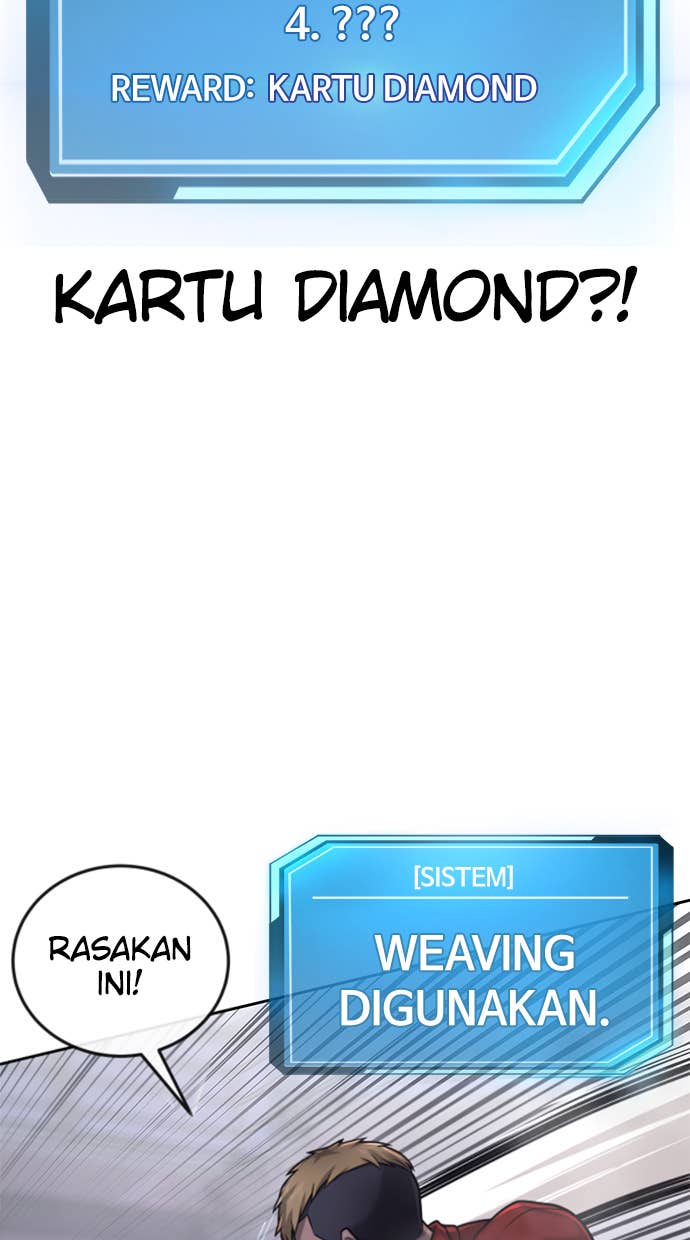 4. ???
REWARD: KARTU DIAMOND
KARTU DIAMOND?!
[SISTEM]
WEAVING
DIGUNAKAN.
RASAKAN
INI!